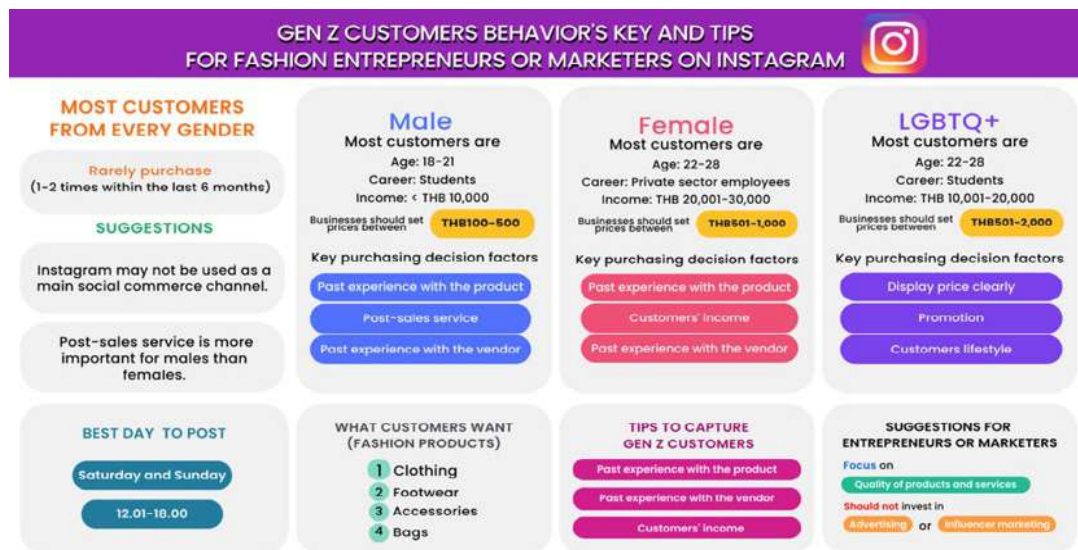 GEN Z CUSTOMERS BEHAVIOR'S KEY AND TIPS
FOR FASHION ENTREPRENEURS OR MARKETERS ON INSTAGRAM
MOST CUSTOMERS
FROM EVERY GENDER
Rarely purchase
(1-2 times within the last 6 months)
SUGGESTIONS
Instagram may not be used as a
main social commerce channel.
Post-sales service is more
important for males than
females.
Male
Most customers are
Age: 18-21
Career: Students
Income: < THB 10,000
Businesses should set
prices between
THB100-500
Key purchasing decision factors
Past experience with the product
Post-sales service
Past experience with the vendor
Female
Most customers are
Age: 22-28
Career: Private sector employees
Income: THB 20,001-30,000
Businesses should set
prices between
THB501-1,000
Key purchasing decision factors
Past experience with the product
Customers' income
Past experience with the vendor
LGBTQ+
Most customers are
Age: 22-28
Career: Students
Income: THB 10,001-20,000
Businesses should set
prices between
THB501-2,000
Key purchasing decision factors
Display price clearly
Promotion
Customers lifestyle
BEST DAY TO POST
Saturday and Sunday
12.01-18.00
WHAT CUSTOMERS WANT
(FASHION PRODUCTS)
1 Clothing
2 Footwear
3 Accessories
4 Bags
TIPS TO CAPTURE
GEN Z CUSTOMERS
Past experience with the product
Past experience with the vendor
Customers' income
SUGGESTIONS FOR
ENTREPRENEURS OR MARKETERS
Focus on
Quality of products and services
Should not invest in
Advertising or Influencer marketing